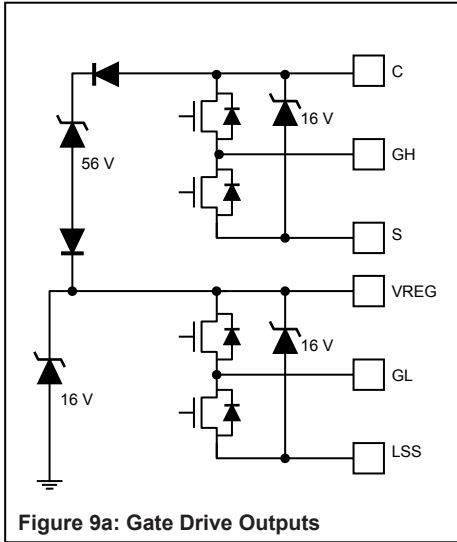 C
16 V
GH
56 V
S
VREG
16 V
16 V
GL
LSS
Figure 9a: Gate Drive Outputs